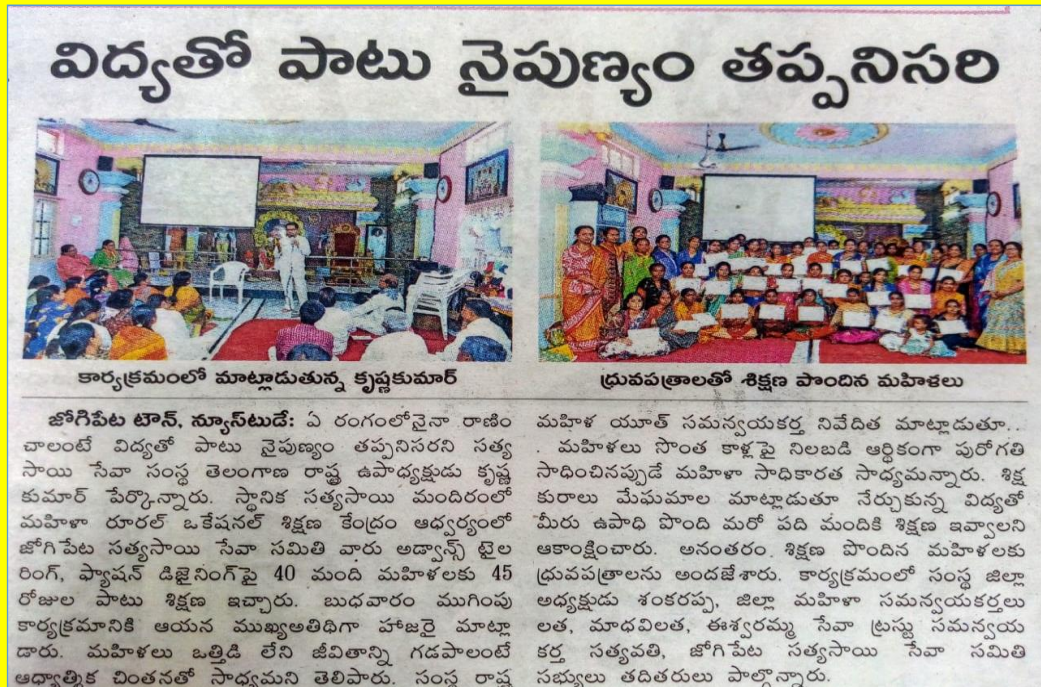 విద్యతో పాటు నైపుణ్యం తప్పనిసరి
కార్యక్రమంలో మాట్లాడుతున్న కృష్ణకుమార్
ధ్రువపత్రాలతో శిక్షణ పొందిన మహిళలు
జోగిపేట టౌన్, న్యూస్‌టుడే: ఏ రంగంలోనైనా రాణిం
చాలంటే విద్యతో పాటు నైపుణ్యం తప్పనిసరని సత్య
సాయి సేవా సంస్థ తెలంగాణ రాష్ట్ర ఉపాధ్యక్షుడు కృష్ణ
కుమార్ పేర్కొన్నారు. స్థానిక సత్యసాయి మందిరంలో
మహిళా రూరల్ ఒకేషనల్ శిక్షణ కేంద్రం ఆధ్వర్యంలో
జోగిపేట సత్యసాయి సేవా సమితి వారు అడ్వాన్స్ టైల
రింగ్, ఫ్యాషన్ డిజైనింగ్‌పై 40 మంది మహిళలకు 45
రోజుల పాటు శిక్షణ ఇచ్చారు. బుధవారం ముగింపు
కార్యక్రమానికి ఆయన ముఖ్యఅతిథిగా హాజరై మాట్లా
డారు. మహిళలు ఒత్తిడి లేని జీవితాన్ని గడపాలంటే
ఆధ్యాత్మిక చింతనతో సాధ్యమని తెలిపారు. సంస్థ రాష్ట్ర
మహిళ యూత్ సమన్వయకర్త నివేదిత మాట్లాడుతూ..
. మహిళలు సొంత కాళ్లపై నిలబడి ఆర్థికంగా పురోగతి
సాధించినప్పుడే మహిళా సాధికారత సాధ్యమన్నారు. శిక్ష
కురాలు మేఘమాల మాట్లాడుతూ నేర్చుకున్న విద్యతో
మీరు ఉపాధి పొంది మరో పది మందికి శిక్షణ ఇవ్వాలని
ఆకాంక్షించారు. అనంతరం. శిక్షణ పొందిన మహిళలకు
ధ్రువపత్రాలను అందజేశారు. కార్యక్రమంలో సంస్థ జిల్లా
అధ్యక్షుడు శంకరప్ప, జిల్లా మహిళా సమన్వయకర్తలు
లత, మాధవిలత, ఈశ్వరమ్మ సేవా ట్రస్టు సమన్వయ
కర్త సత్యవతి, జోగిపేట సత్యసాయి సేవా సమితి
సభ్యులు తదితరులు పాల్గొన్నారు.